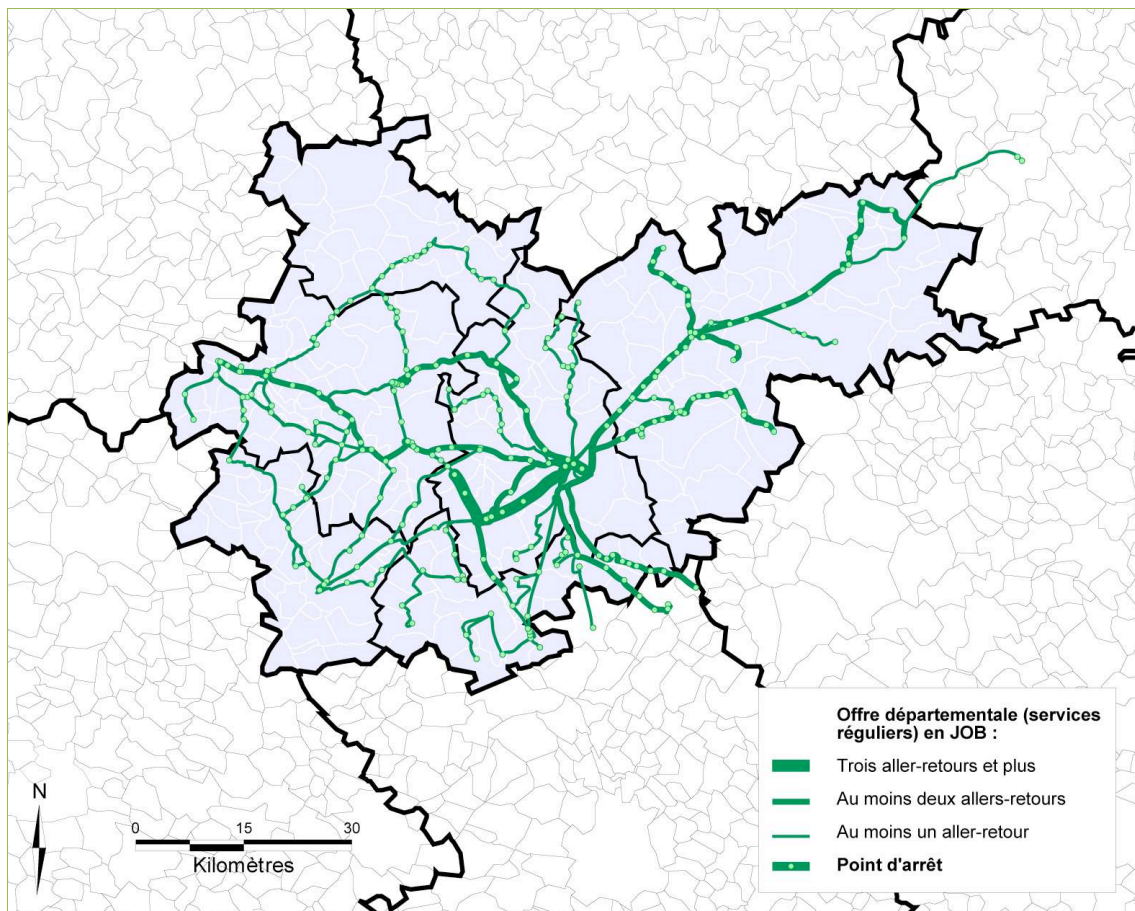 Offre départementale (services
réguliers) en JOB :
Trois aller-retours et plus
Au moins deux allers-retours
Au moins un aller-retour
Point d'arrêt
N
0 15 30
Kilomètres